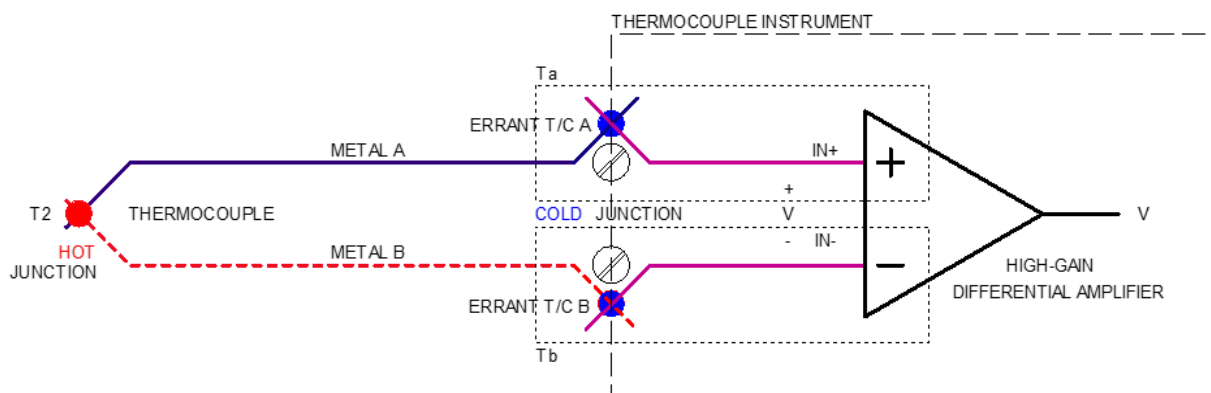 THERMOCOUPLE INSTRUMENT
Ta
ERRANT T/C A
METAL A
IN+
+
+
T2
THERMOCOUPLE
COLD JUNCTION
V
V
HOT
JUNCTION
METAL B
-
IN-
−
HIGH-GAIN
DIFFERENTIAL AMPLIFIER
ERRANT T/C B
Tb